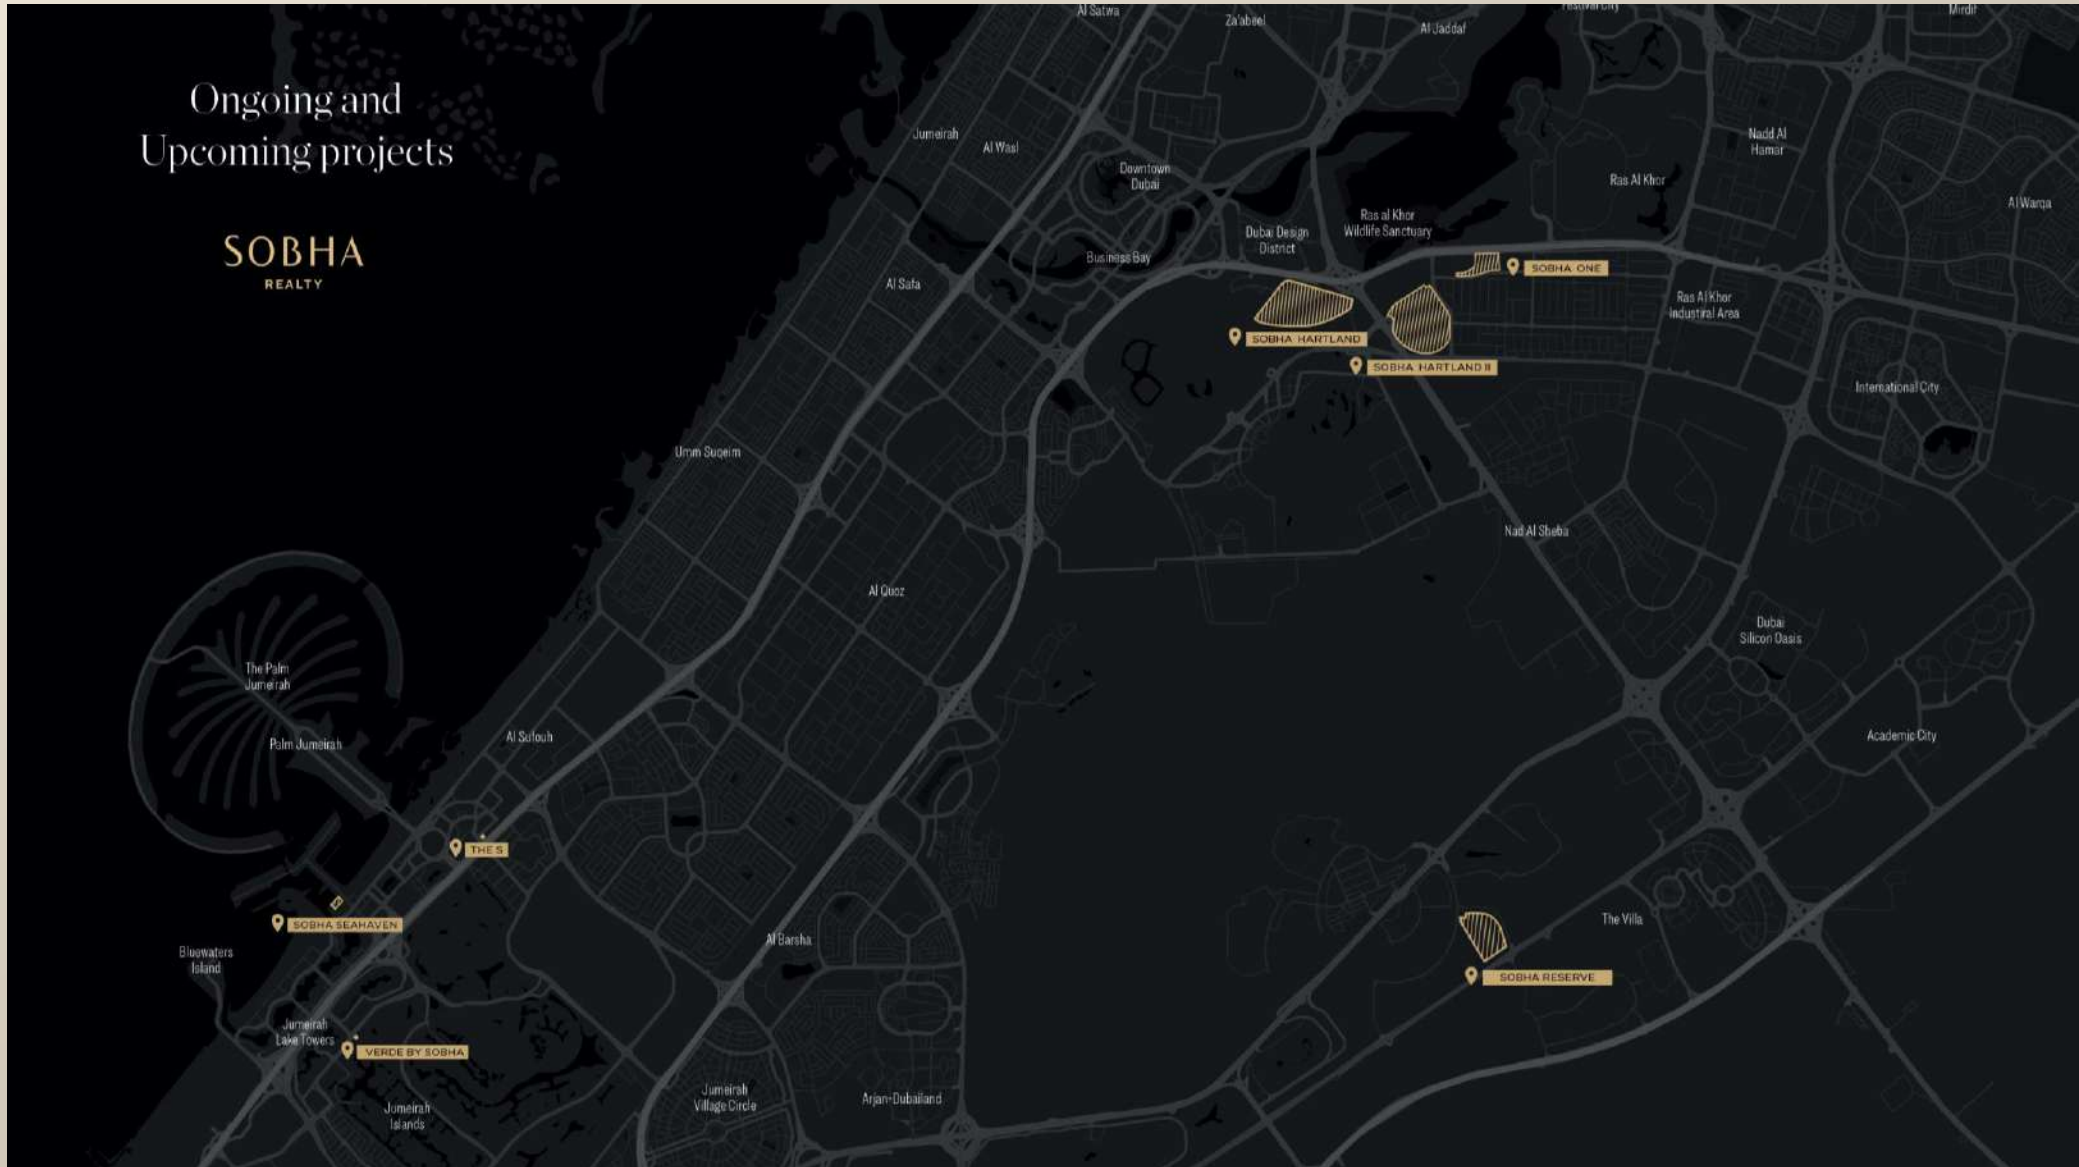 Ongoing and
Upcoming projects
SOBHA
REALTY
Al Satwa
Za'abeel
Al Jaddaf
Festival City
Mirdif
Jumeirah
Al Wasl
Downtown
Dubai
Nadd Al
Hamar
Ras Al Khor
Al Warqa
Ras al Khor
Wildlife Sanctuary
Dubai Design
District
Business Bay
Al Safa
SOBHA ONE
Ras Al Khor
Industiral Area
SOBHA HARTLAND
SOBHA HARTLAND II
International City
Umm Suqeim
Nad Al Sheba
Al Quoz
Dubai
Silicon Oasis
The Palm
Jumeirah
Palm Jumeirah
Al Sufouh
Academic City
THE S
SOBHA SEAHAVEN
Al Barsha
The Villa
Bluewaters
Island
SOBHA RESERVE
Jumeirah
Lake Towers
VERDE BY SOBHA
Jumeirah
Village Circle
Arjan-Dubailand
Jomeirah
Islands